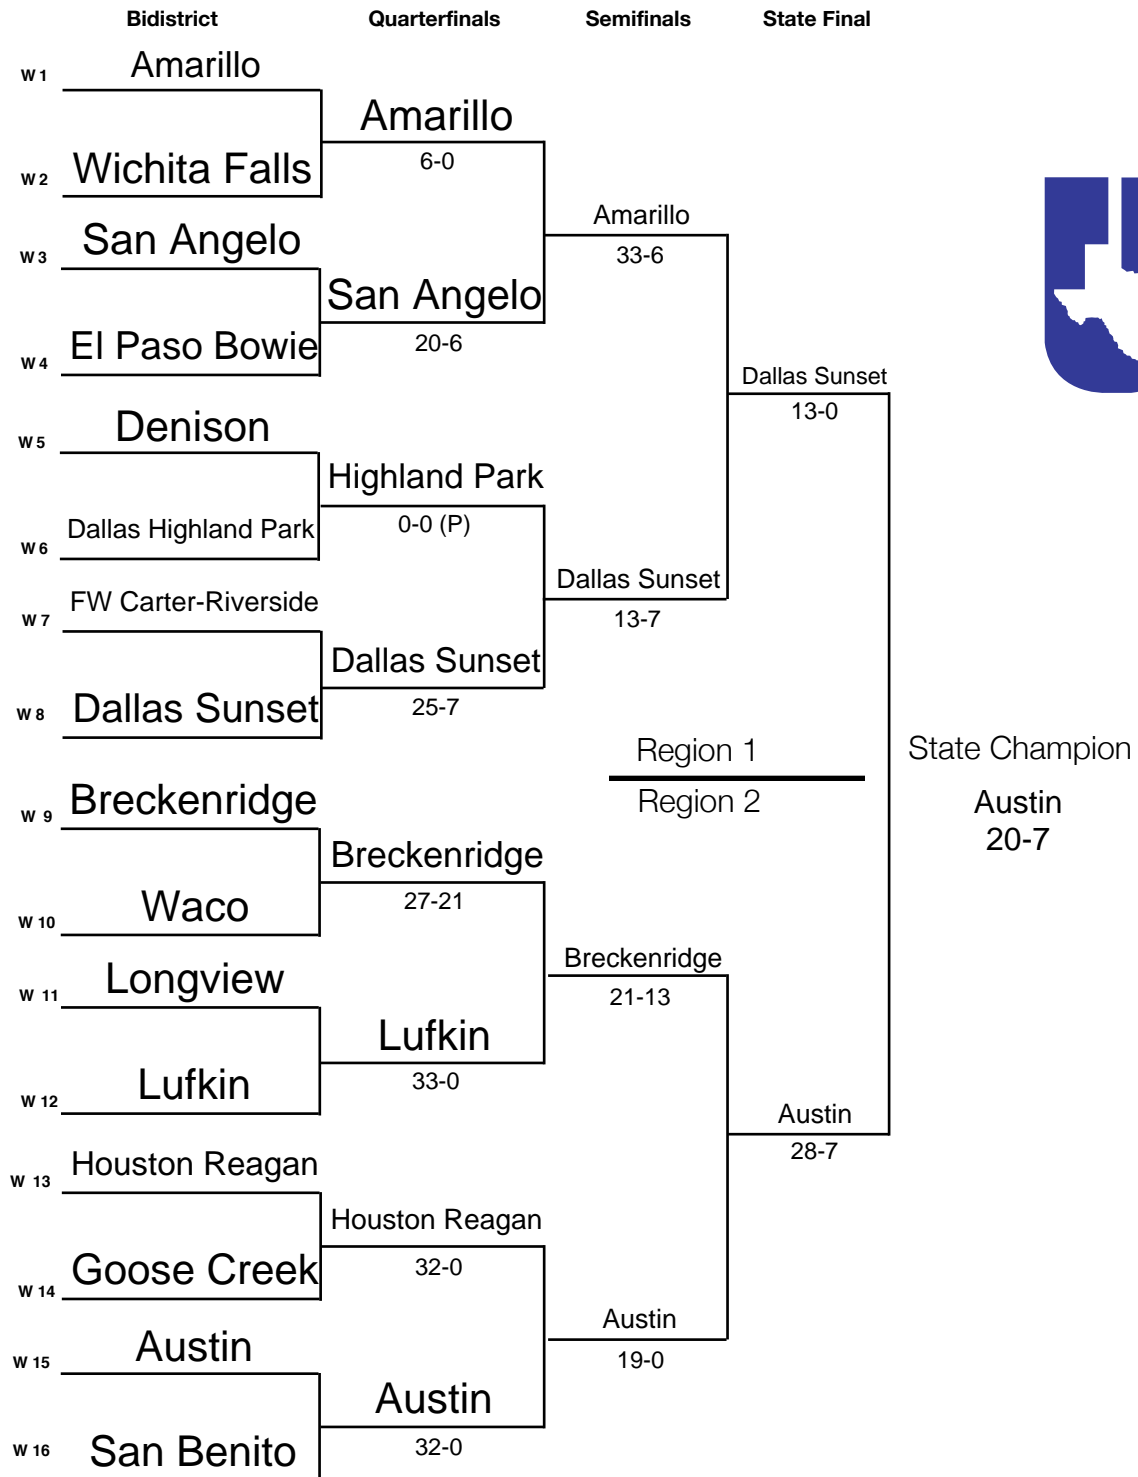 Bidistrict Quarterfinals Semifinals State Final
W 1 Amarillo
Amarillo
6-0
W 2 Wichita Falls
Amarillo
33-6
W 3 San Angelo
San Angelo
20-6
W 4 El Paso Bowie
Dallas Sunset
13-0
W 5 Denison
Highland Park
0-0 (P)
W 6 Dallas Highland Park
Dallas Sunset
13-7
W 7 FW Carter-Riverside
Dallas Sunset
25-7
W 8 Dallas Sunset
Region 1
Region 2
State Champion
Austin
20-7
W 9 Breckenridge
Breckenridge
27-21
W 10 Waco
Breckenridge
21-13
W 11 Longview
Lufkin
33-0
W 12 Lufkin
Austin
28-7
W 13 Houston Reagan
Houston Reagan
32-0
W 14 Goose Creek
Austin
19-0
W 15 Austin
Austin
32-0
W 16 San Benito